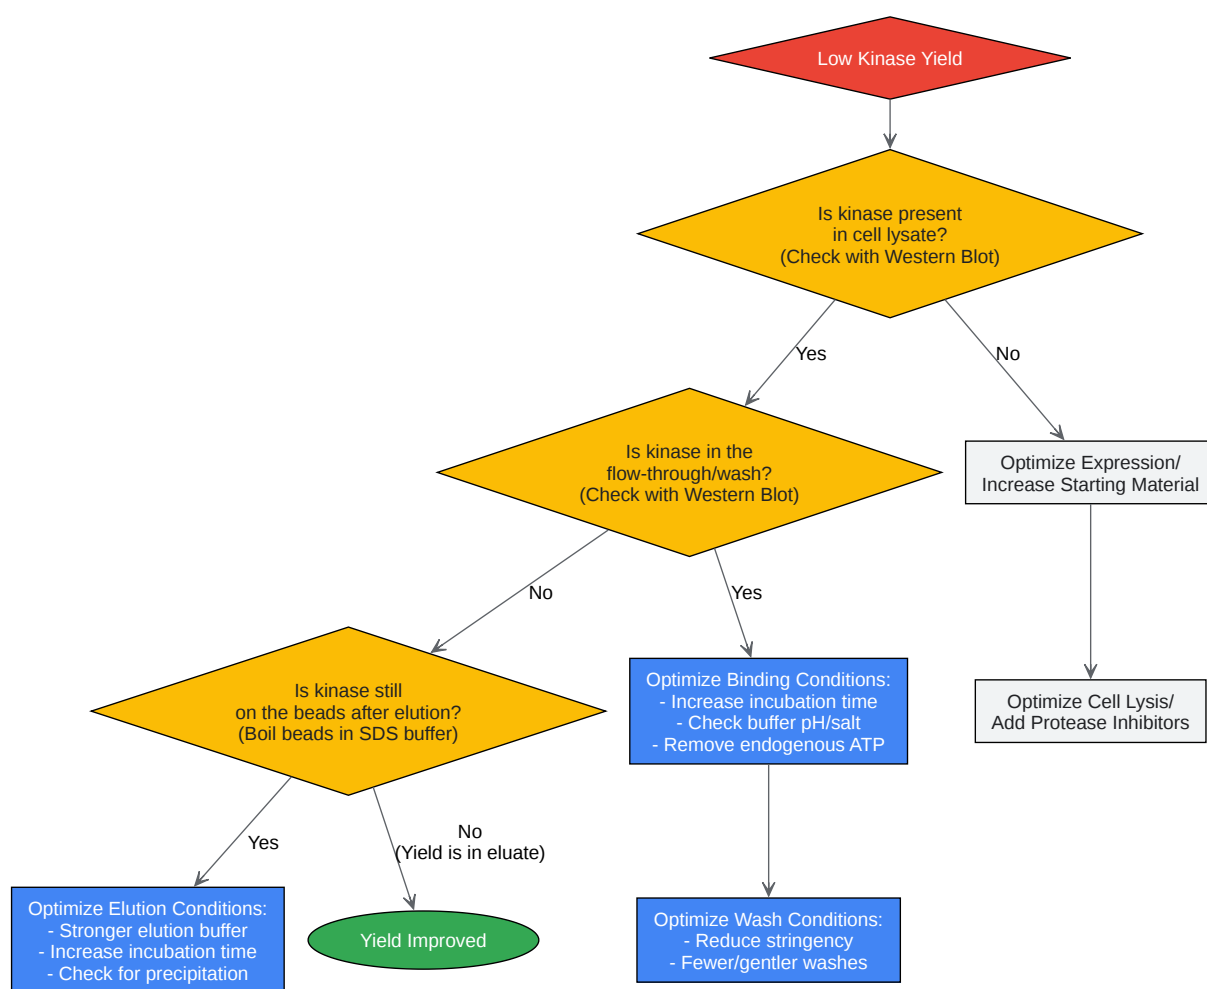 Low Kinase Yield
Is kinase present
in cell lysate?
(Check with Western Blot)
Yes
No
Is kinase in the
flow-through/wash?
(Check with Western Blot)
Optimize Expression/
Increase Starting Material
No
Yes
Is kinase still
on the beads after elution?
(Boil beads in SDS buffer)
Optimize Binding Conditions:
- Increase incubation time
- Check buffer pH/salt
- Remove endogenous ATP
Optimize Cell Lysis/
Add Protease Inhibitors
Yes
No
(Yield is in eluate)
Optimize Elution Conditions:
- Stronger elution buffer
- Increase incubation time
- Check for precipitation
Yield Improved
Optimize Wash Conditions:
- Reduce stringency
- Fewer/gentler washes